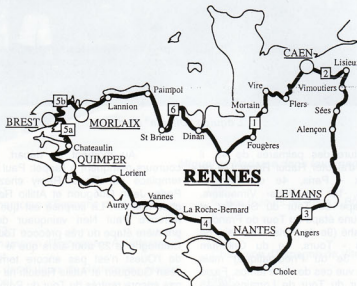 CAEN
2
Lisieu
Vire
Vimoutiers
Flers
Paimpol
Mortain
Sées
5b
Lannion
6
1
Alençon
BREST
MORLAIX
5a
St Brieuc
Dinan
Fougères
Chateaulin
RENNES
QUIMPER
LE MANS
Lorient
Vannes
3
Auray
La Roche-Bernard
4
Angers
NANTES
Cholet